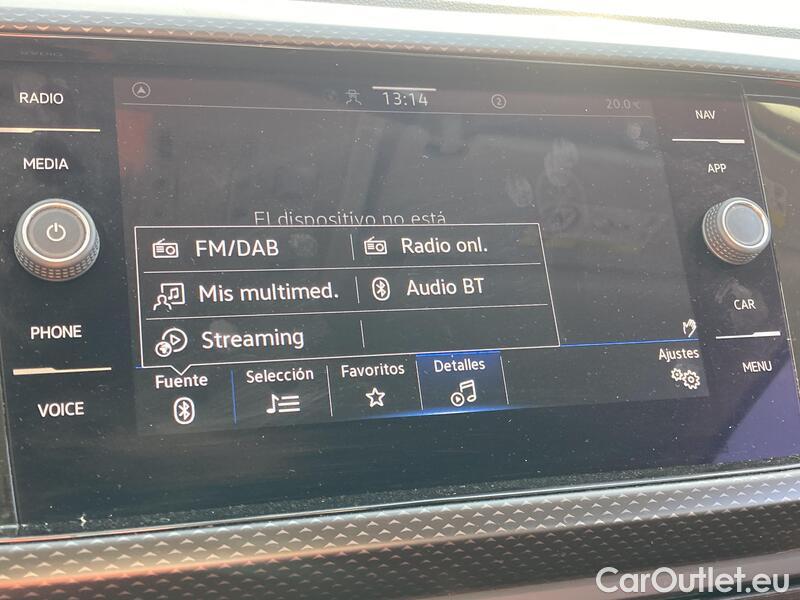 RADIO
MEDIA
PHONE
VOICE
13:14
2
20.0°C
El dispositivo no está
FM/DAB
Radio onl.
Mis multimed.
Audio BT
Streaming
Fuente
Selección
Favoritos
Detalles
Ajustes
NAV
APP
CAR
MENU
CarOutlet.eu